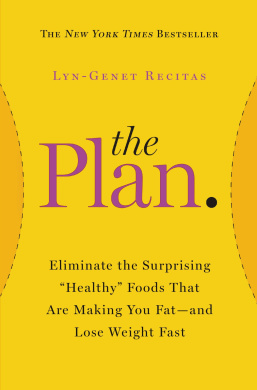 The New York Times Bestseller
Lyn-Genet Recitas
the
Plan.
Eliminate the Surprising
“Healthy” Foods That
Are Making You Fat—and
Lose Weight Fast